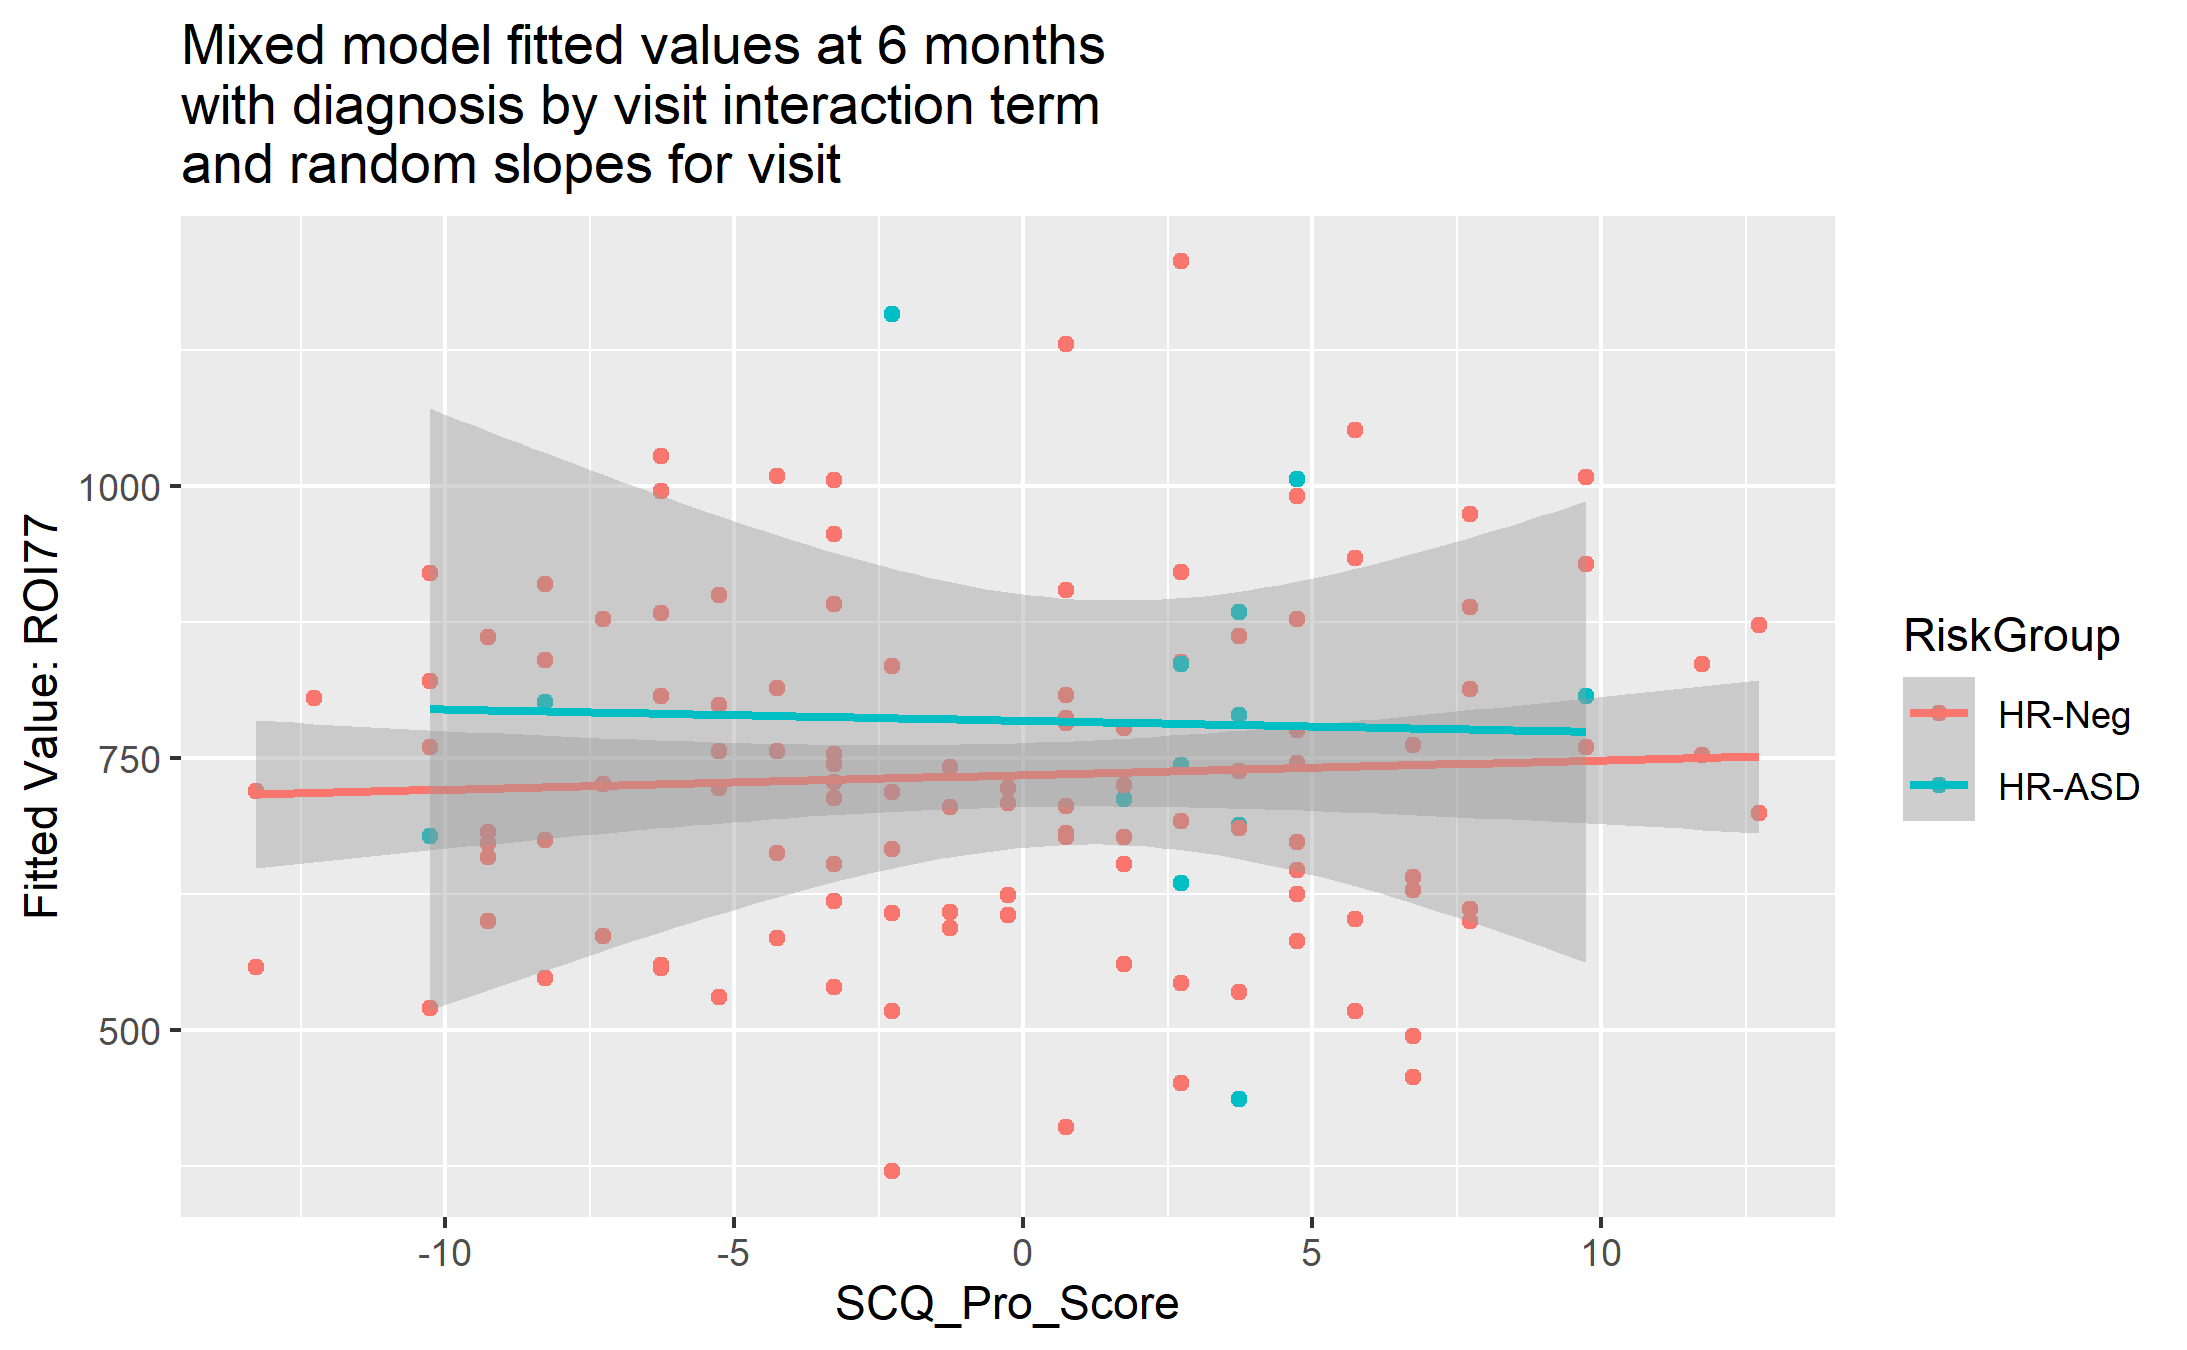 Mixed model fitted values at 6 months
with diagnosis by visit interaction term
and random slopes for visit
Fitted Value: ROI77
1000
750
500
-10
-5
0
5
10
SCQ_Pro_Score
RiskGroup
HR-Neg
HR-ASD